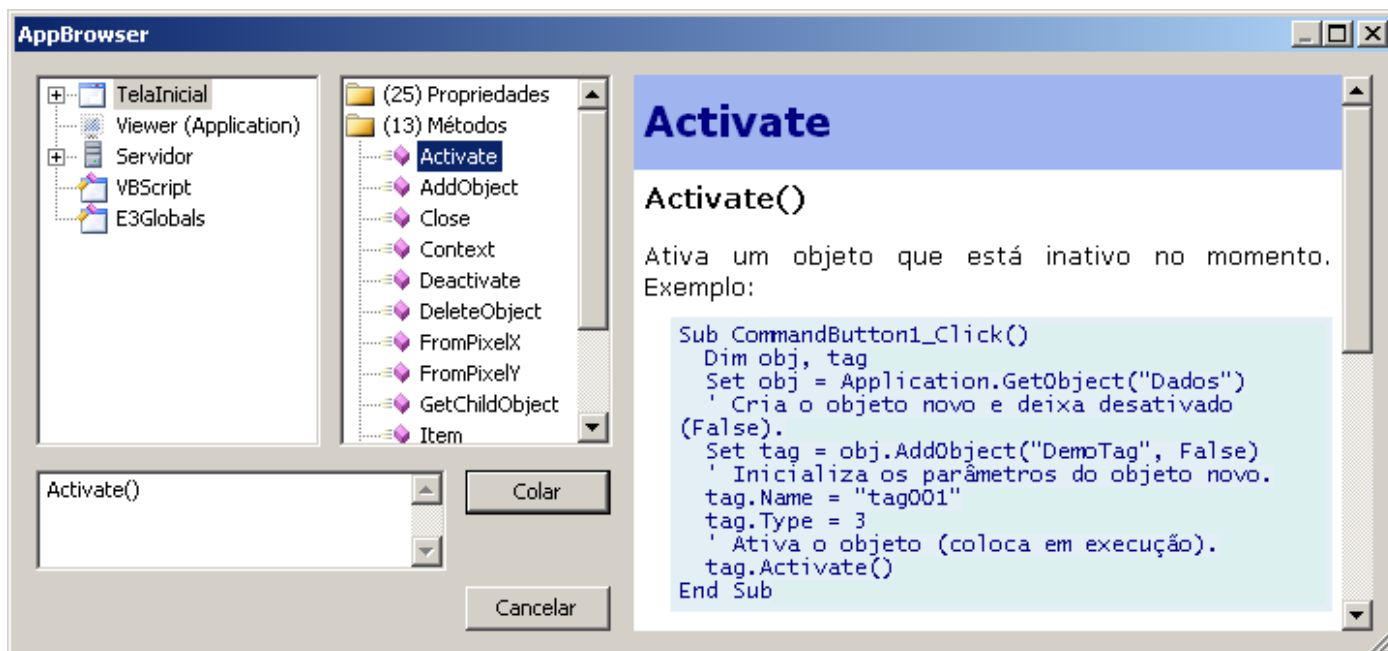 AppBrowser
TelaInicial
Viewer (Application)
Servidor
VBScript
E3Globals
(25) Propriedades
(13) Métodos
Activate
AddObject
Close
Context
Deactivate
DeleteObject
FromPixelX
FromPixelY
GetChildObject
Item
Activate()
Colar
Cancelar
Activate
Activate()
Ativa um objeto que está inativo no momento.
Exemplo:
Sub CommandButton1_Click()
Dim obj, tag
Set obj = Application.GetObject("Dados")
' Cria o objeto novo e deixa desativado
(False).
Set tag = obj.AddObject("DemoTag", False)
' Inicializa os parâmetros do objeto novo.
tag.Name = "tag001"
tag.Type = 3
' Ativa o objeto (coloca em execução).
tag.Activate()
End Sub